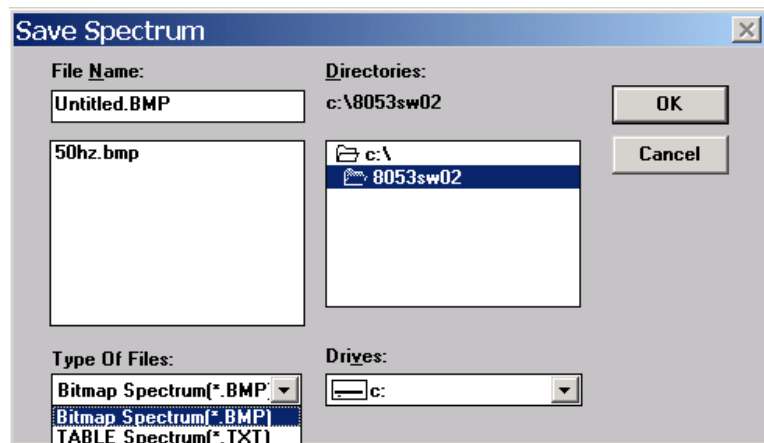 Save Spectrum
File Name:
Untitled.BMP
50hz.bmp
Directories:
c:\8053sw02
c:\
8053sw02
OK
Cancel
Type Of Files:
Bitmap Spectrum(*.BMP)
Bitmap Spectrum(*.BMP)
TABLE Spectrum(*.TXT)
Drives:
c: